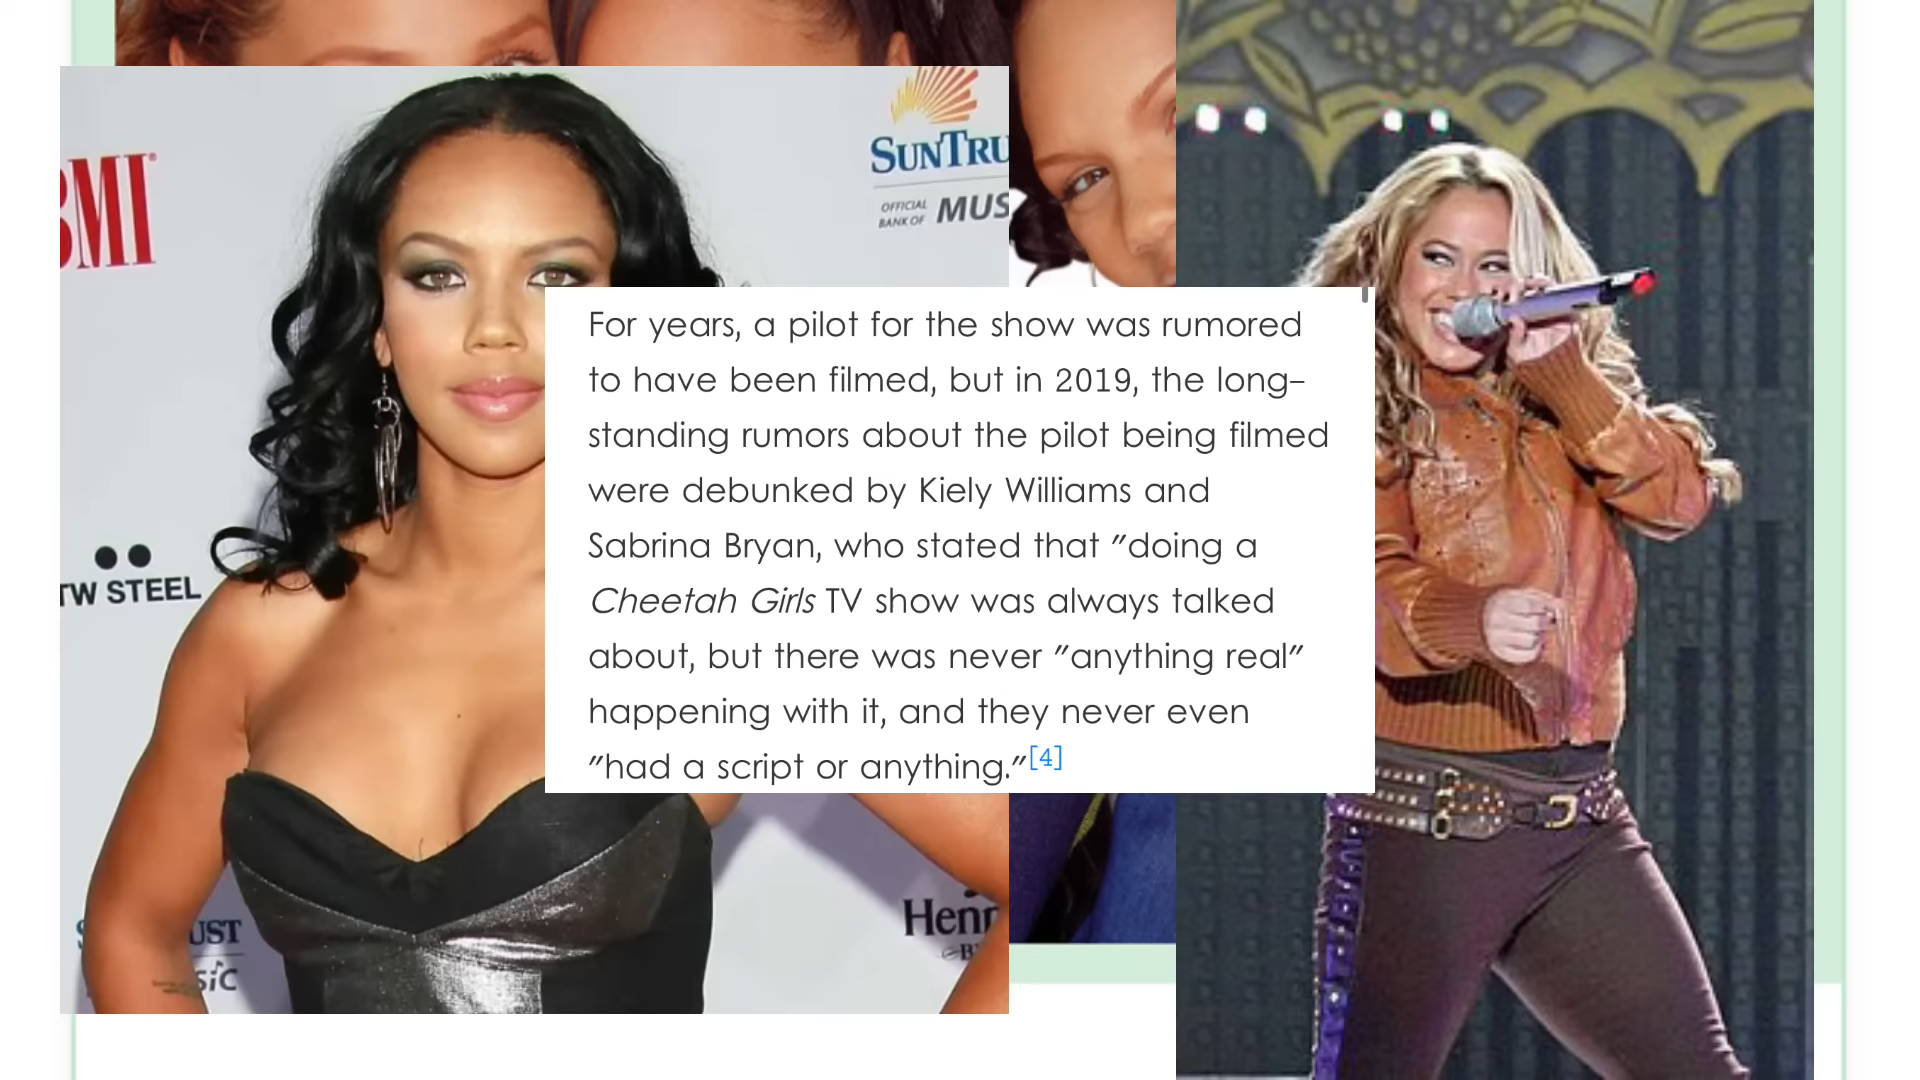 BMI
SUNTRU
OFFICIAL
BANK OF MUS
For years, a pilot for the show was rumored
to have been filmed, but in 2019, the long-
standing rumors about the pilot being filmed
were debunked by Kiely Williams and
Sabrina Bryan, who stated that "doing a
Cheetah Girls TV show was always talked
about, but there was never "anything real"
happening with it, and they never even
"had a script or anything."[4]
TW STEEL
Henn
UST
SIC